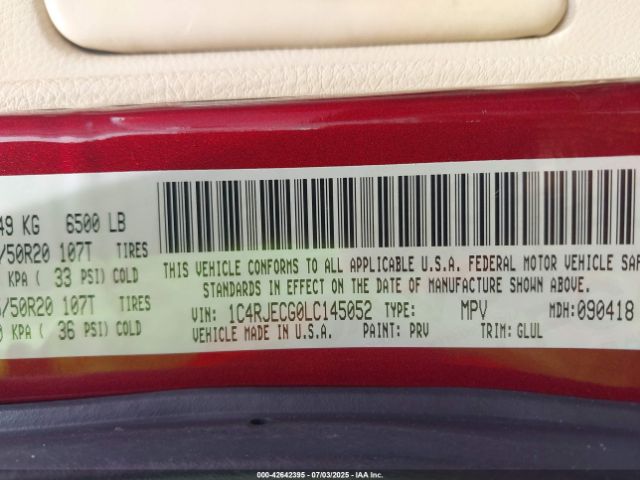 49 KG 6500 LB
/50R20 107T TIRES
KPA ( 33 PSI) COLD
/50R20 107T TIRES
KPA ( 36 PSI) COLD
THIS VEHICLE CONFORMS TO ALL APPLICABLE U.S.A. FEDERAL MOTOR VEHICLE SAF
STANDARDS IN EFFECT ON THE DATE OF MANUFACTURE SHOWN ABOVE.
VIN: 1C4RJECG0LC145052 TYPE: MPV MDH:090418
VEHICLE MADE IN U.S.A. PAINT: PRV TRIM: GLUL
000-42642395 - 07/03/2025 - IAA Inc.